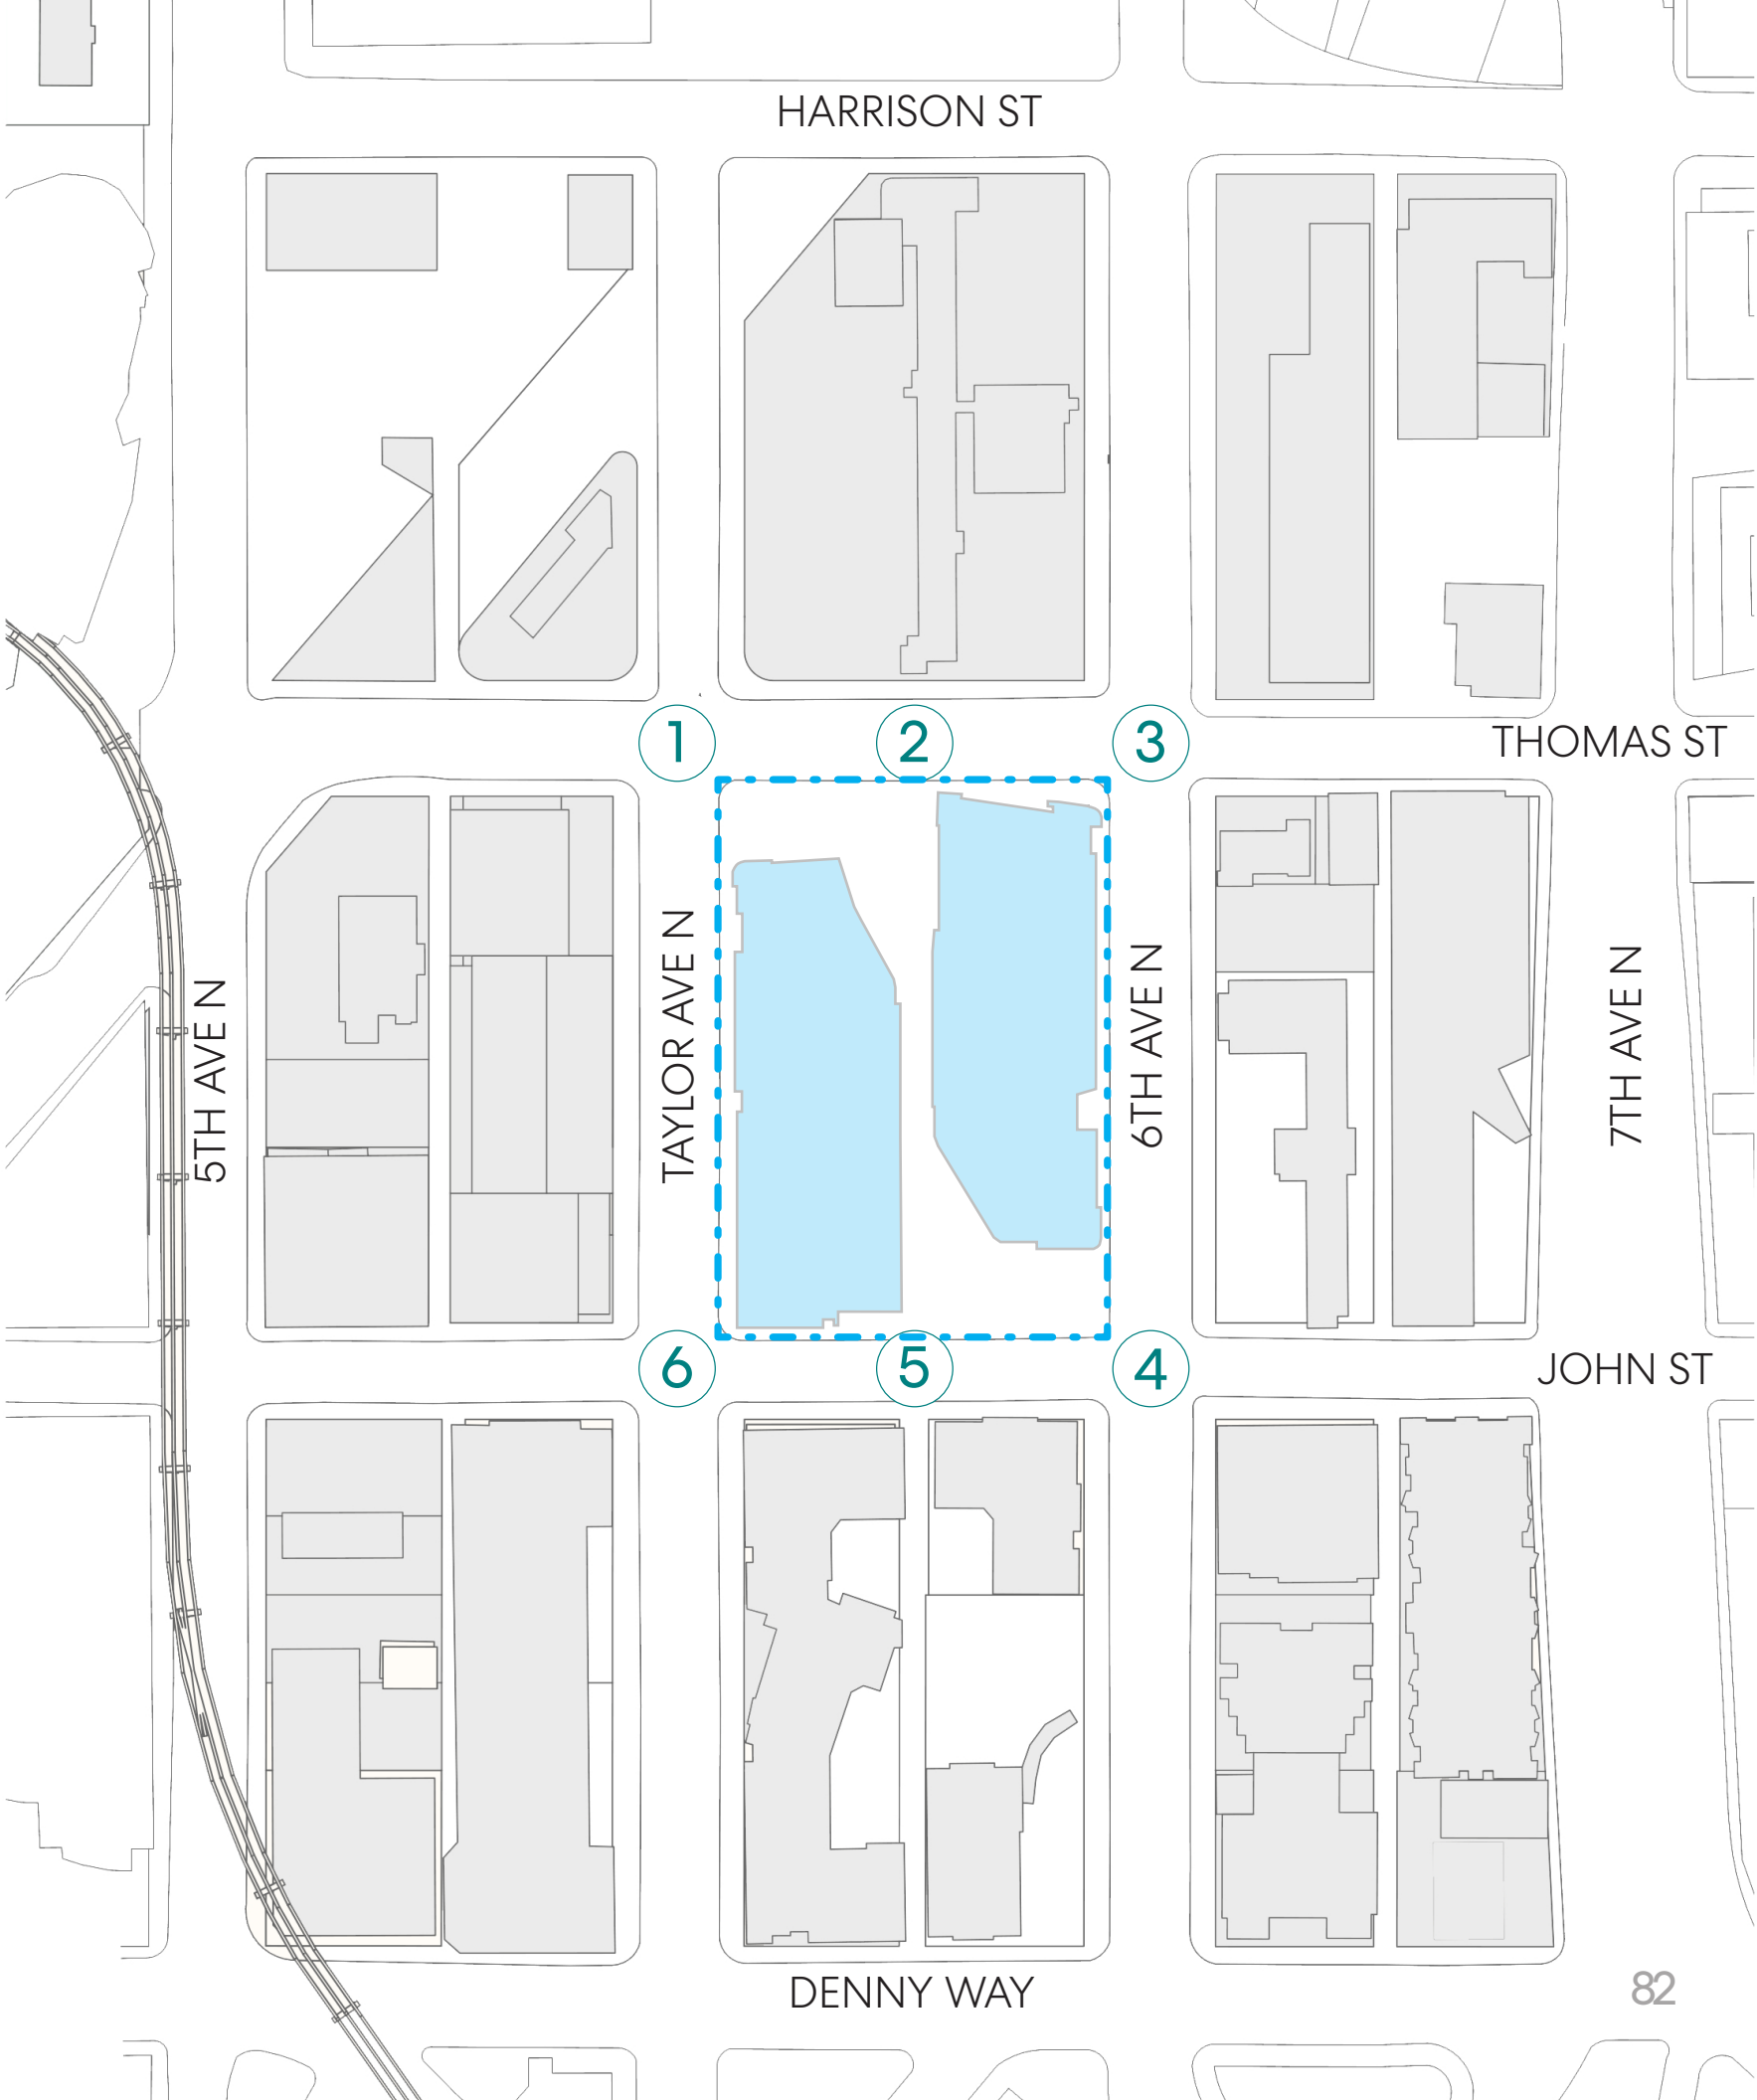 HARRISON ST
1
2
3
THOMAS ST
5TH AVE N
TAYLOR AVE N
6TH AVE N
7TH AVE N
6
5
4
JOHN ST
DENNY WAY
82